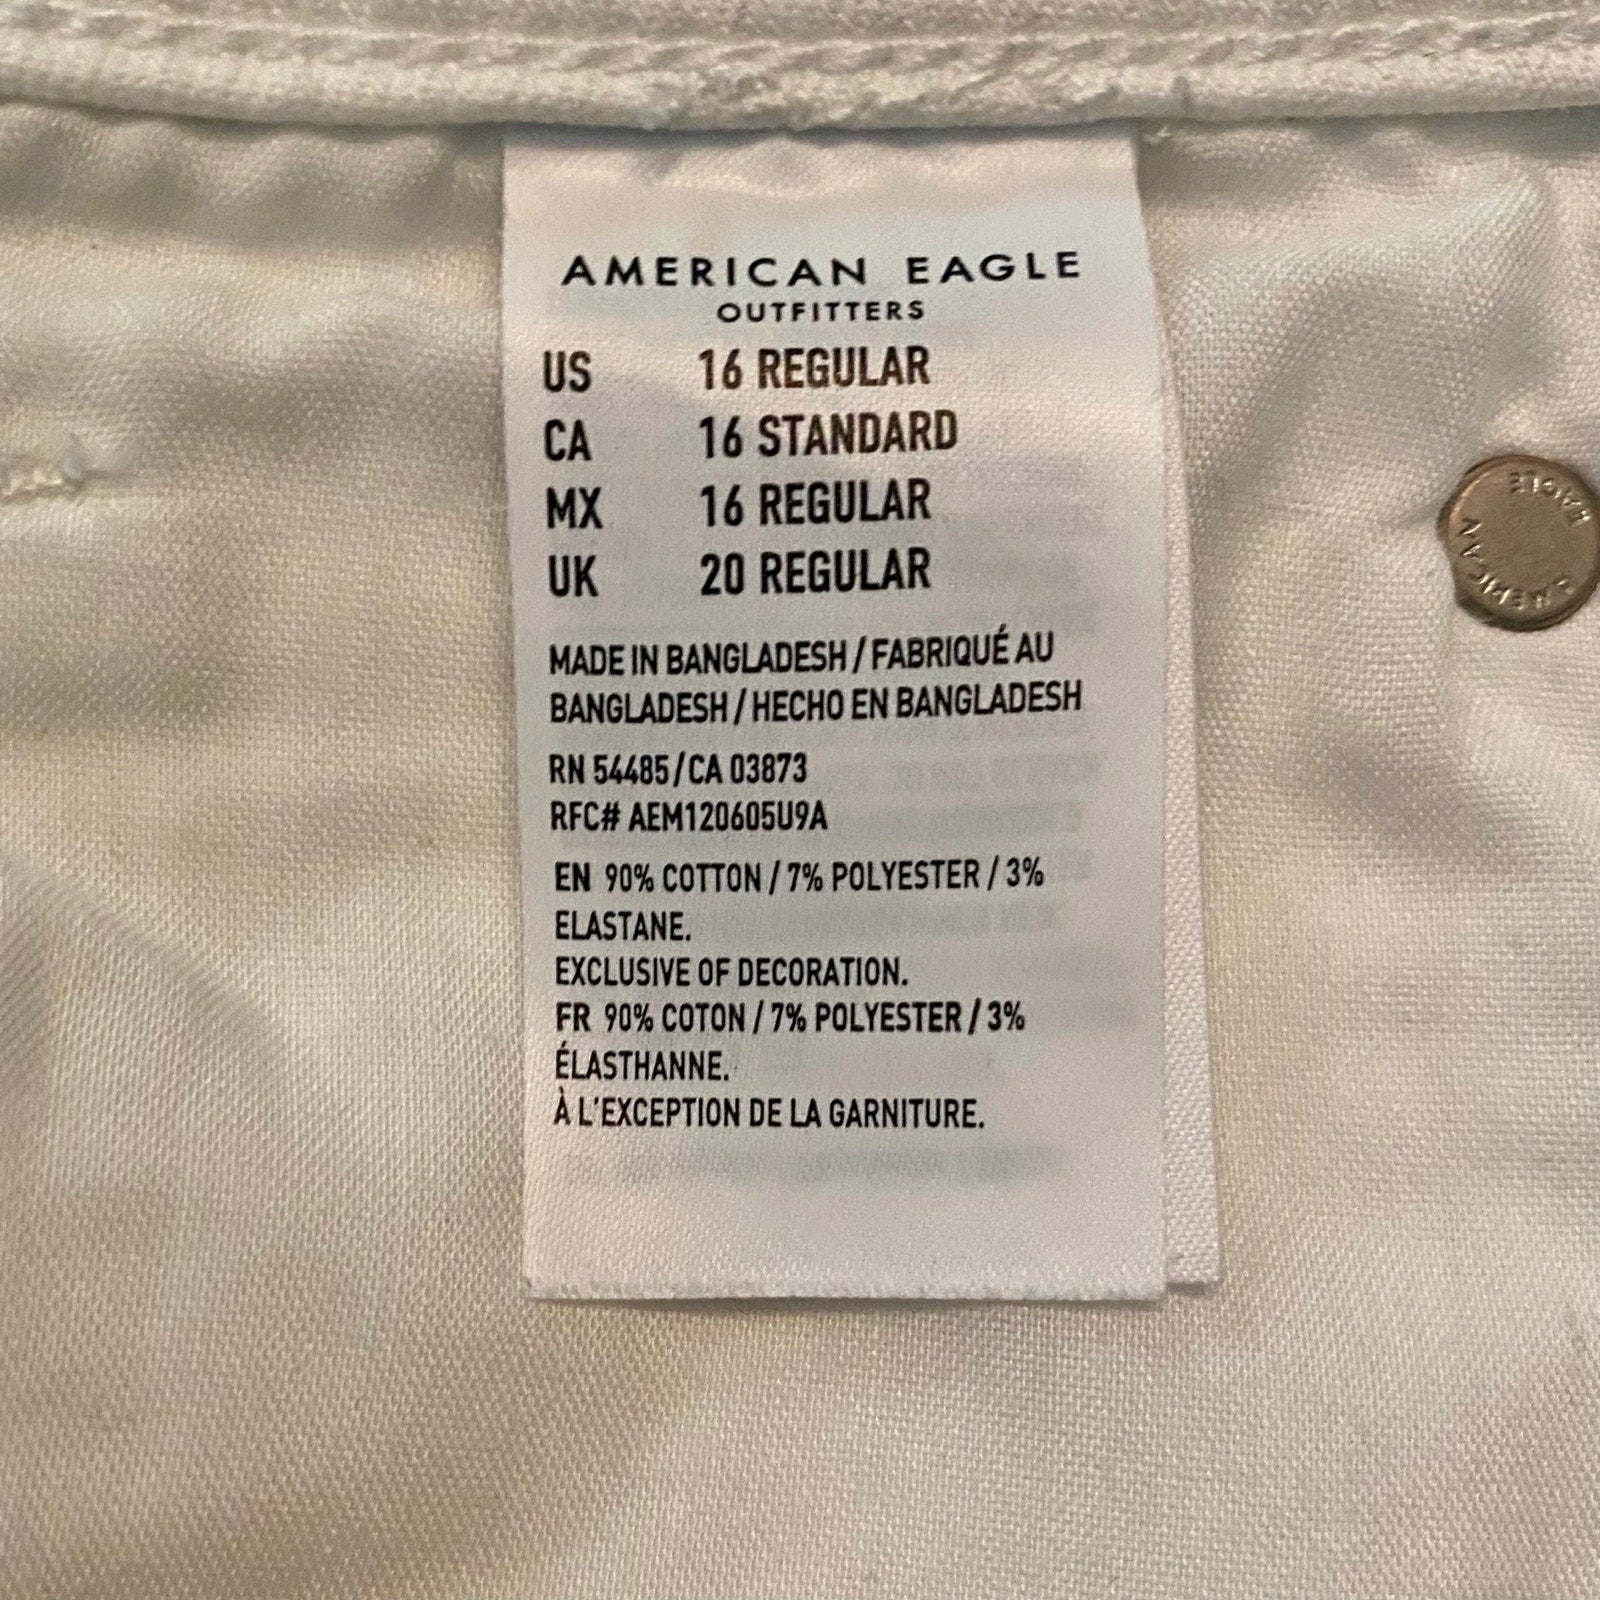 AMERICAN EAGLE
OUTFITTERS
US 16 REGULAR
CA 16 STANDARD
MX 16 REGULAR
UK 20 REGULAR
MADE IN BANGLADESH / FABRIQUÉ AU
BANGLADESH / HECHO EN BANGLADESH
RN 54485 / CA 03873
RFC# AEM120605U9A
EN 90% COTTON / 7% POLYESTER / 3%
ELASTANE.
EXCLUSIVE OF DECORATION.
FR 90% COTON / 7% POLYESTER / 3%
ÉLASTHANNE.
À L'EXCEPTION DE LA GARNITURE.
AMERICAN EAGLE